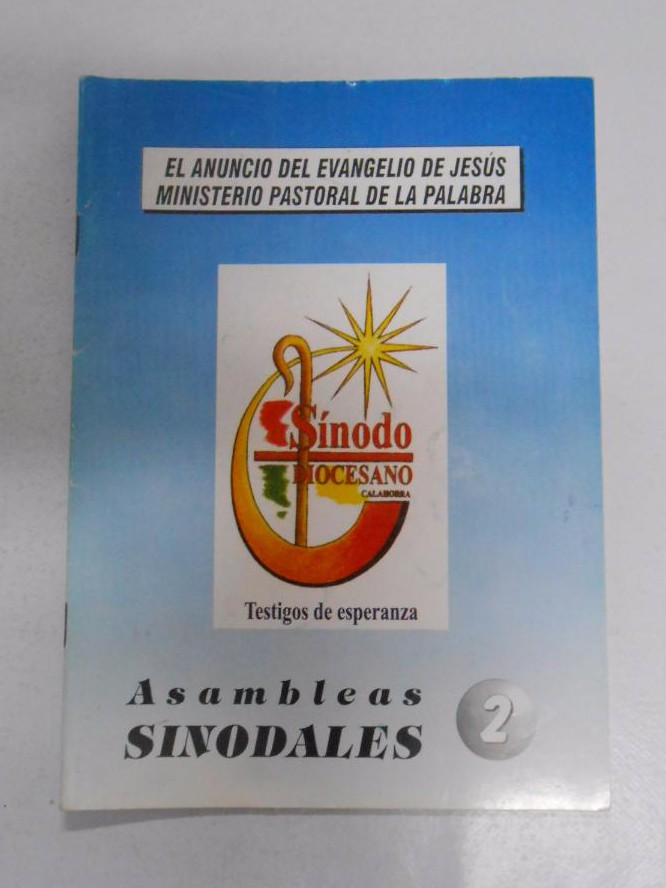 EL ANUNCIO DEL EVANGELIO DE JESÚS
MINISTERIO PASTORAL DE LA PALABRA
Sínodo
DIOCESANO
CALAHORRA
Testigos de esperanza
Asambleas
SINODALES
2